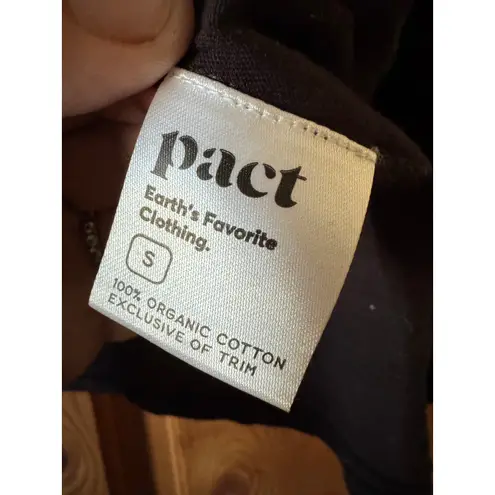 pact
Earth's Favorite
Clothing.
S
100% ORGANIC COTTON
EXCLUSIVE OF TRIM